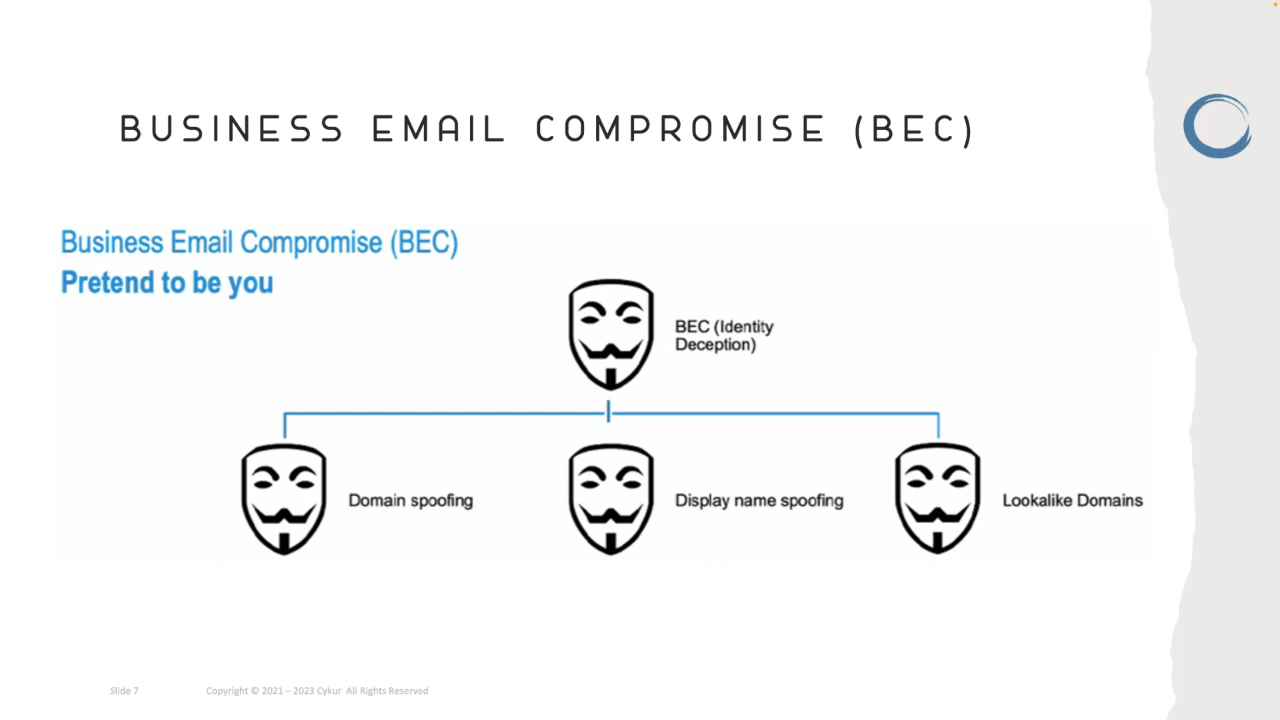 BUSINESS EMAIL COMPROMISE (BEC)
Business Email Compromise (BEC)
Pretend to be you
BEC (Identity
Deception)
Domain spoofing
Display name spoofing
Lookalike Domains
Slide 7
Copyright © 2021 – 2023 Cykur  All Rights Reserved